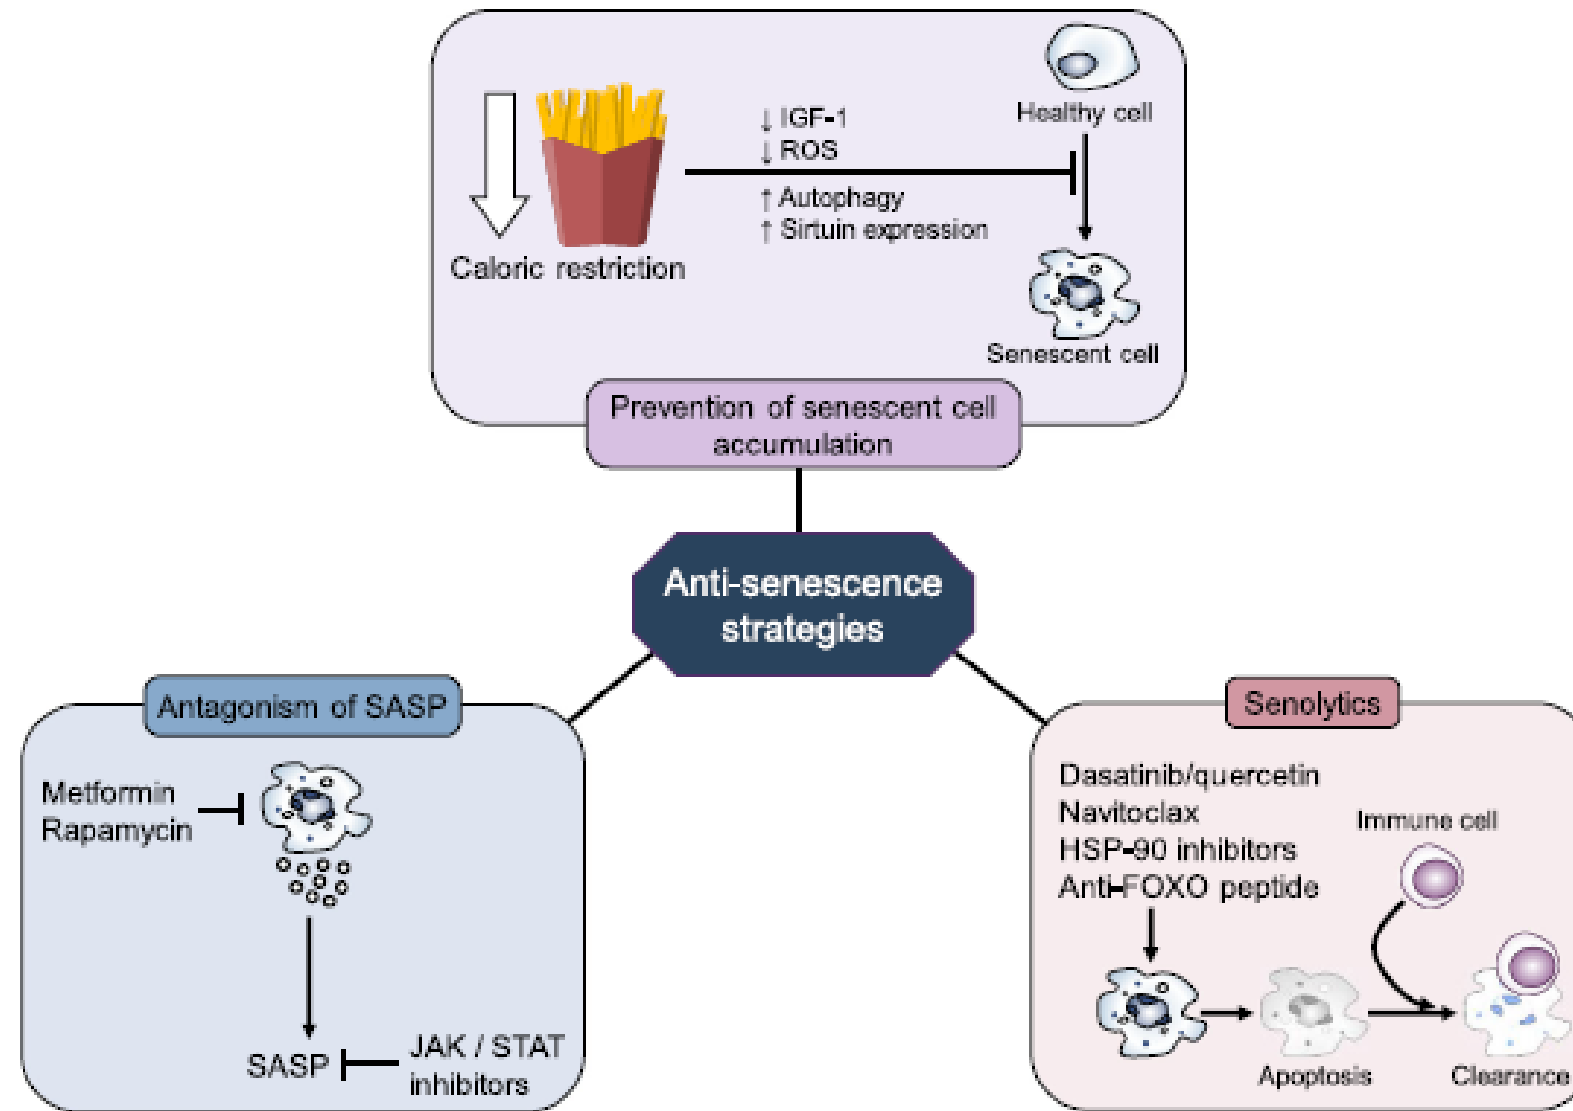 Healthy cell
↓ IGF-1
↓ ROS
↑ Autophagy
↑ Sirtuin expression
Caloric restriction
Senescent cell
Prevention of senescent cell
accumulation
Anti-senescence
strategies
Antagonism of SASP
Metformin
Rapamycin
SASP
JAK / STAT
inhibitors
Senolytics
Dasatinib/quercetin
Navitoclax
HSP-90 inhibitors
Anti-FOXO peptide
Immune cell
Apoptosis
Clearance